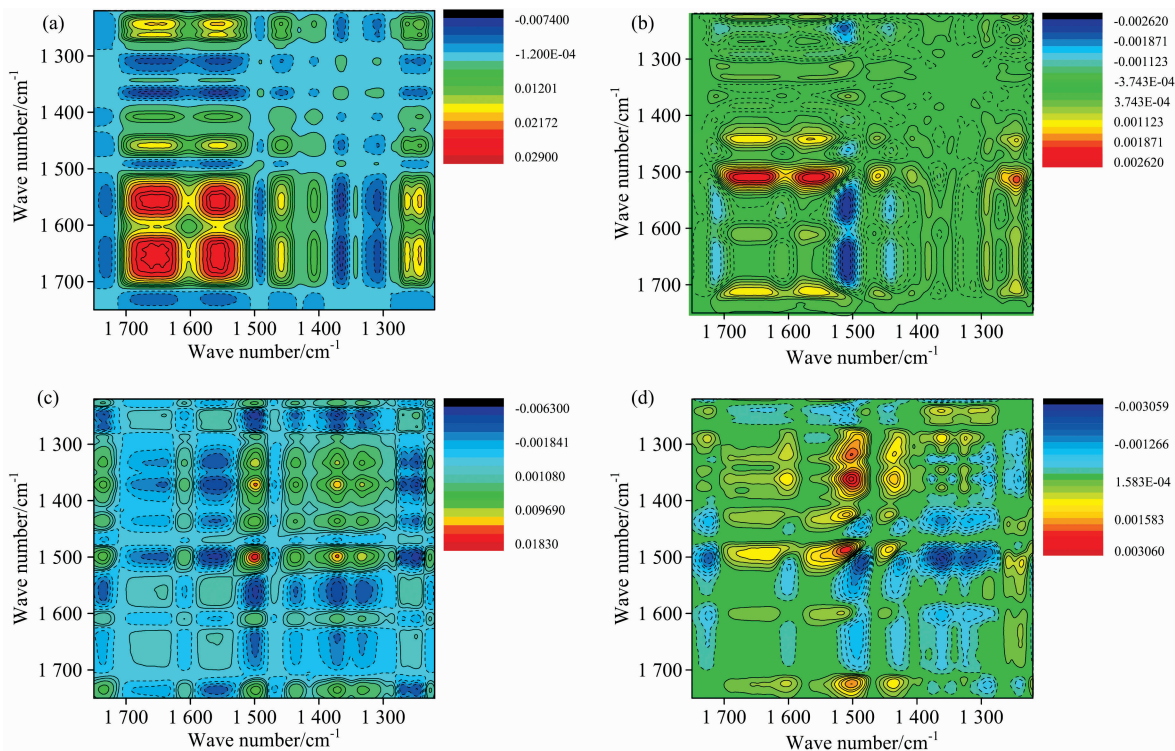 (a)
1 300
1 400
1 500
1 600
1 700
Wave number/cm⁻¹
1 700 1 600 1 500 1 400 1 300
Wave number/cm⁻¹
-0.007400
-1.200E-04
0.01201
0.02172
0.02900
(b)
1 300
1 400
1 500
1 600
1 700
Wave number/cm⁻¹
1 700 1 600 1 500 1 400 1 300
Wave number/cm⁻¹
-0.002620
-0.001871
-0.001123
-3.743E-04
3.743E-04
0.001123
0.001871
0.002620
(c)
1 300
1 400
1 500
1 600
1 700
Wave number/cm⁻¹
1 700 1 600 1 500 1 400 1 300
Wave number/cm⁻¹
-0.006300
-0.001841
0.001080
0.009690
0.01830
(d)
1 300
1 400
1 500
1 600
1 700
Wave number/cm⁻¹
1 700 1 600 1 500 1 400 1 300
Wave number/cm⁻¹
-0.003059
-0.001266
1.583E-04
0.001583
0.003060